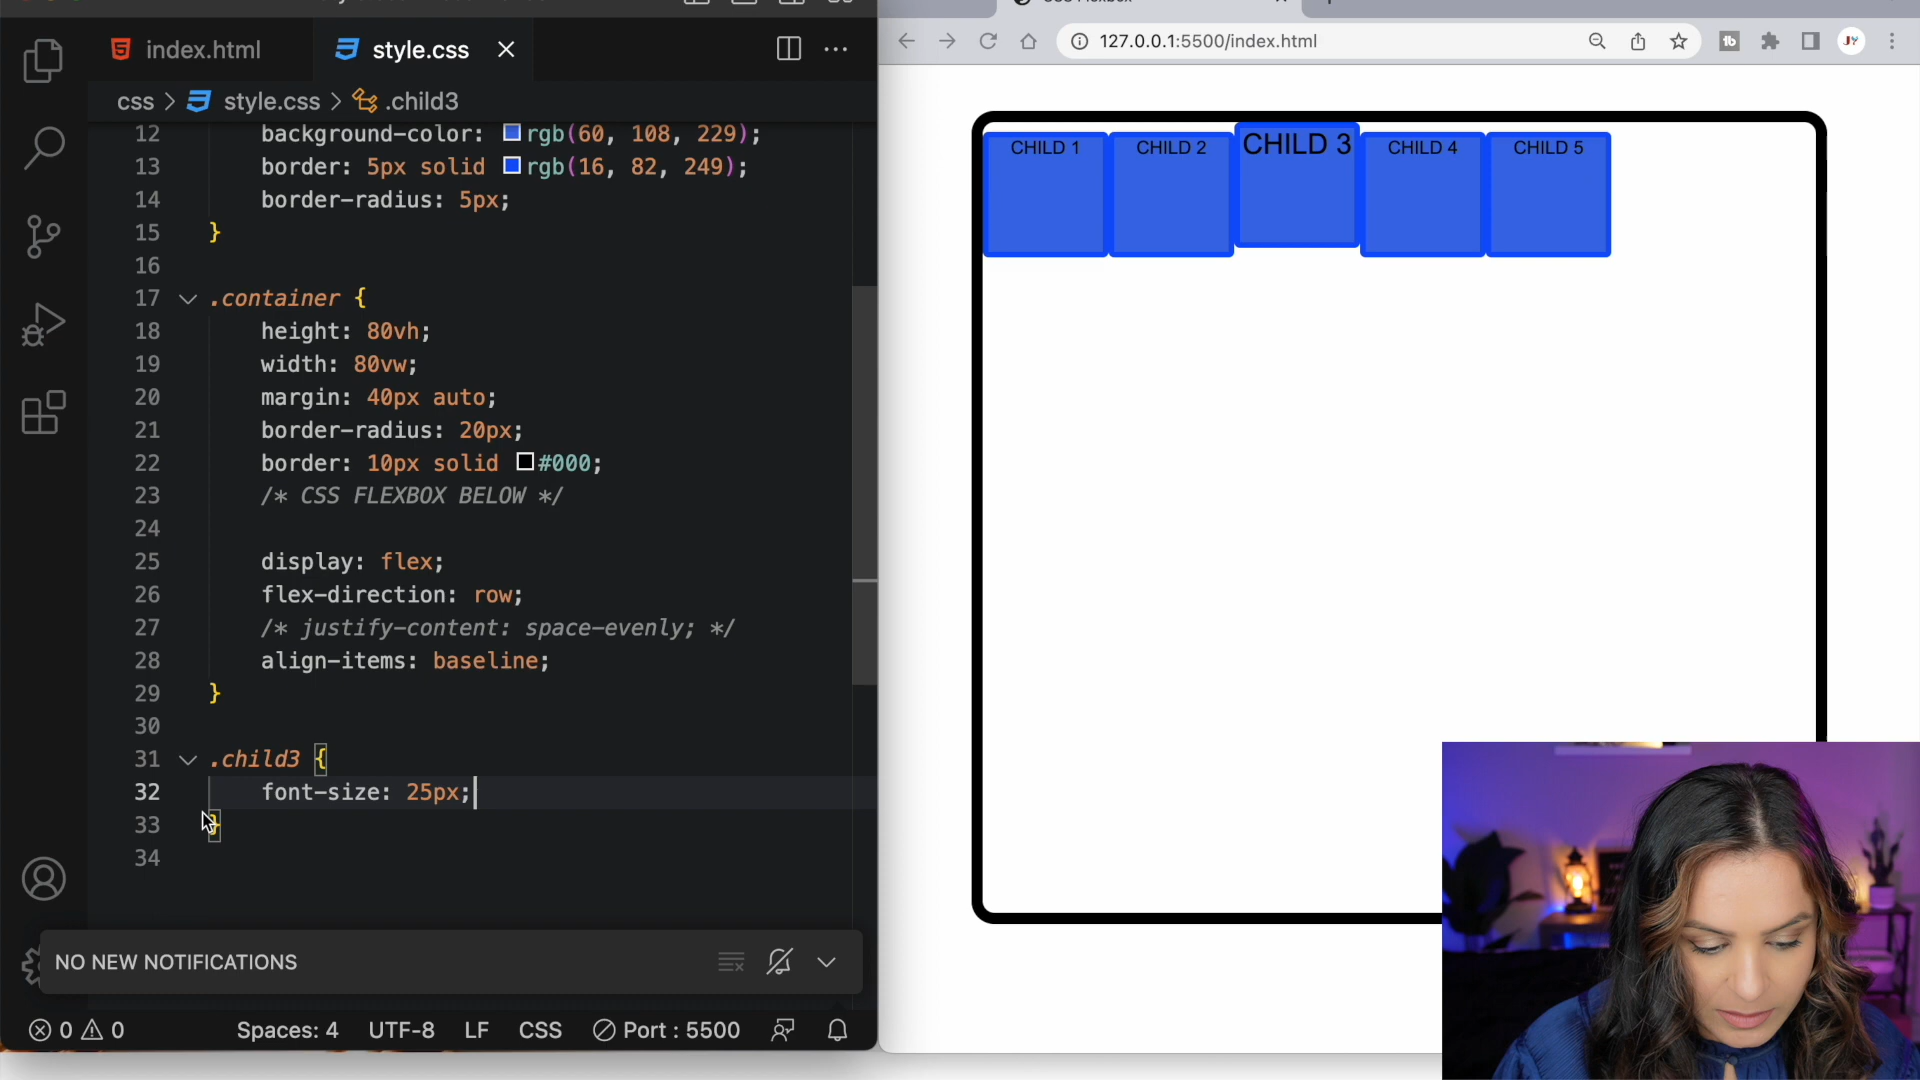 index.html
style.css
css > style.css > .child3
12 background-color: rgb(60, 108, 229);
13 border: 5px solid rgb(16, 82, 249);
14 border-radius: 5px;
15 }
16
17 .container {
18 height: 80vh;
19 width: 80vw;
20 margin: 40px auto;
21 border-radius: 20px;
22 border: 10px solid #000;
23 /* CSS FLEXBOX BELOW */
24
25 display: flex;
26 flex-direction: row;
27 /* justify-content: space-evenly; */
28 align-items: baseline;
29 }
30
31 .child3 {
32 font-size: 25px;
33 }
34
NO NEW NOTIFICATIONS
0 0 Spaces: 4 UTF-8 LF CSS Port : 5500
127.0.0.1:5500/index.html
tb
JY
CHILD 1
CHILD 2
CHILD 3
CHILD 4
CHILD 5